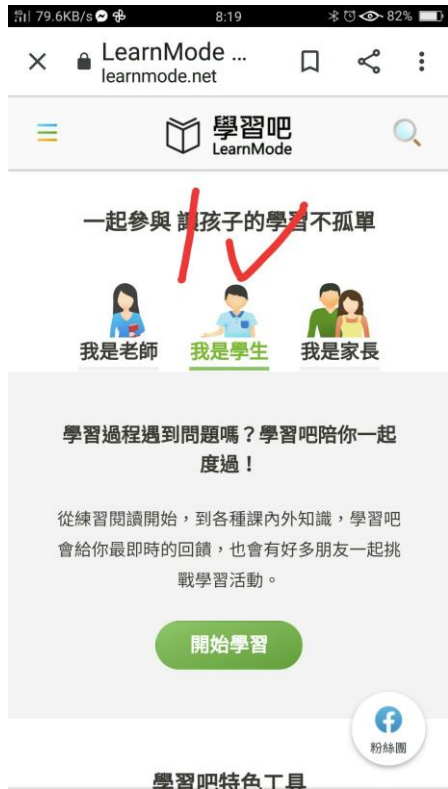 79.6KB/s 8:19 82%
LearnMode ...
learnmode.net
學習吧
LearnMode
一起參與 讓孩子的學習不孤單
我是老師 我是學生 我是家長
學習過程遇到問題嗎？學習吧陪你一起
度過！
從練習閱讀開始，到各種課內外知識，學習吧
會給你最即時的回饋，也會有好多朋友一起挑
戰學習活動。
開始學習
粉絲團
學習吧特色工具